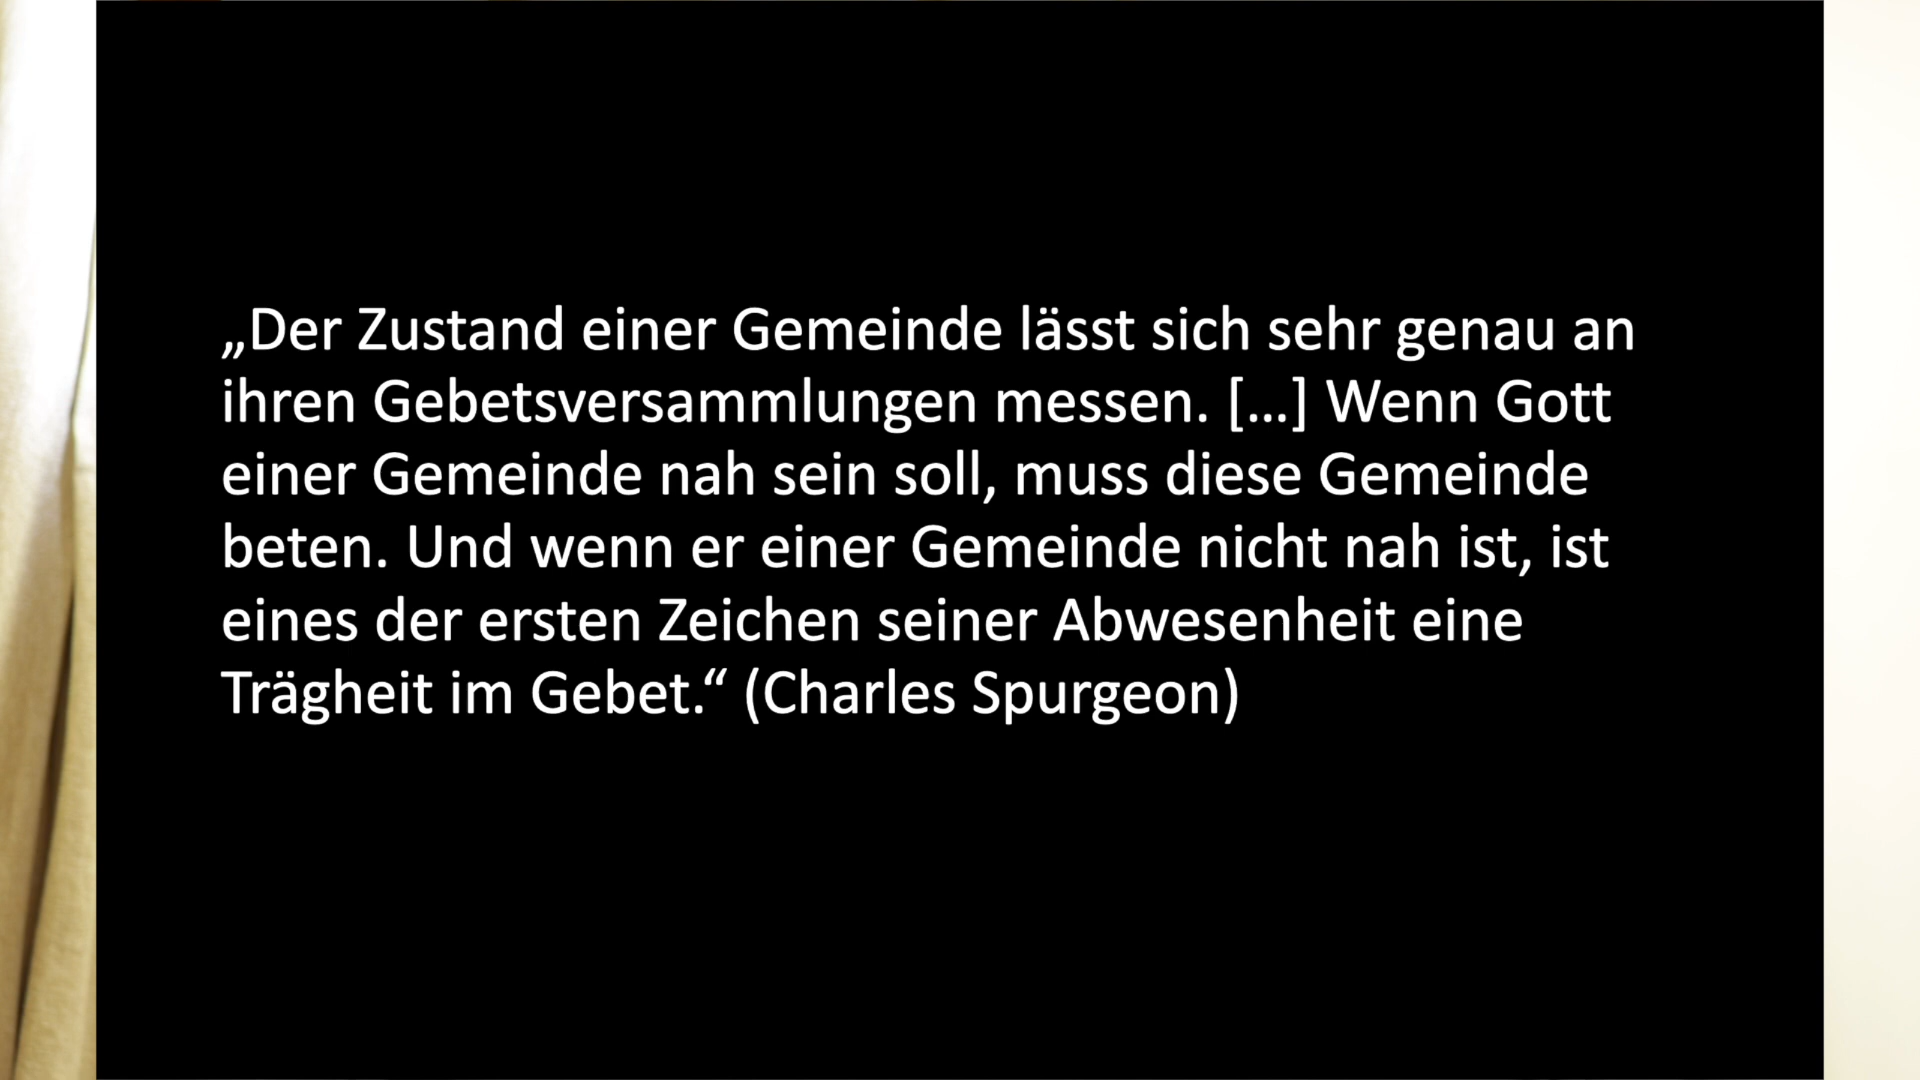 „Der Zustand einer Gemeinde lässt sich sehr genau an
ihren Gebetsversammlungen messen. […] Wenn Gott
einer Gemeinde nah sein soll, muss diese Gemeinde
beten. Und wenn er einer Gemeinde nicht nah ist, ist
eines der ersten Zeichen seiner Abwesenheit eine
Trägheit im Gebet.“ (Charles Spurgeon)